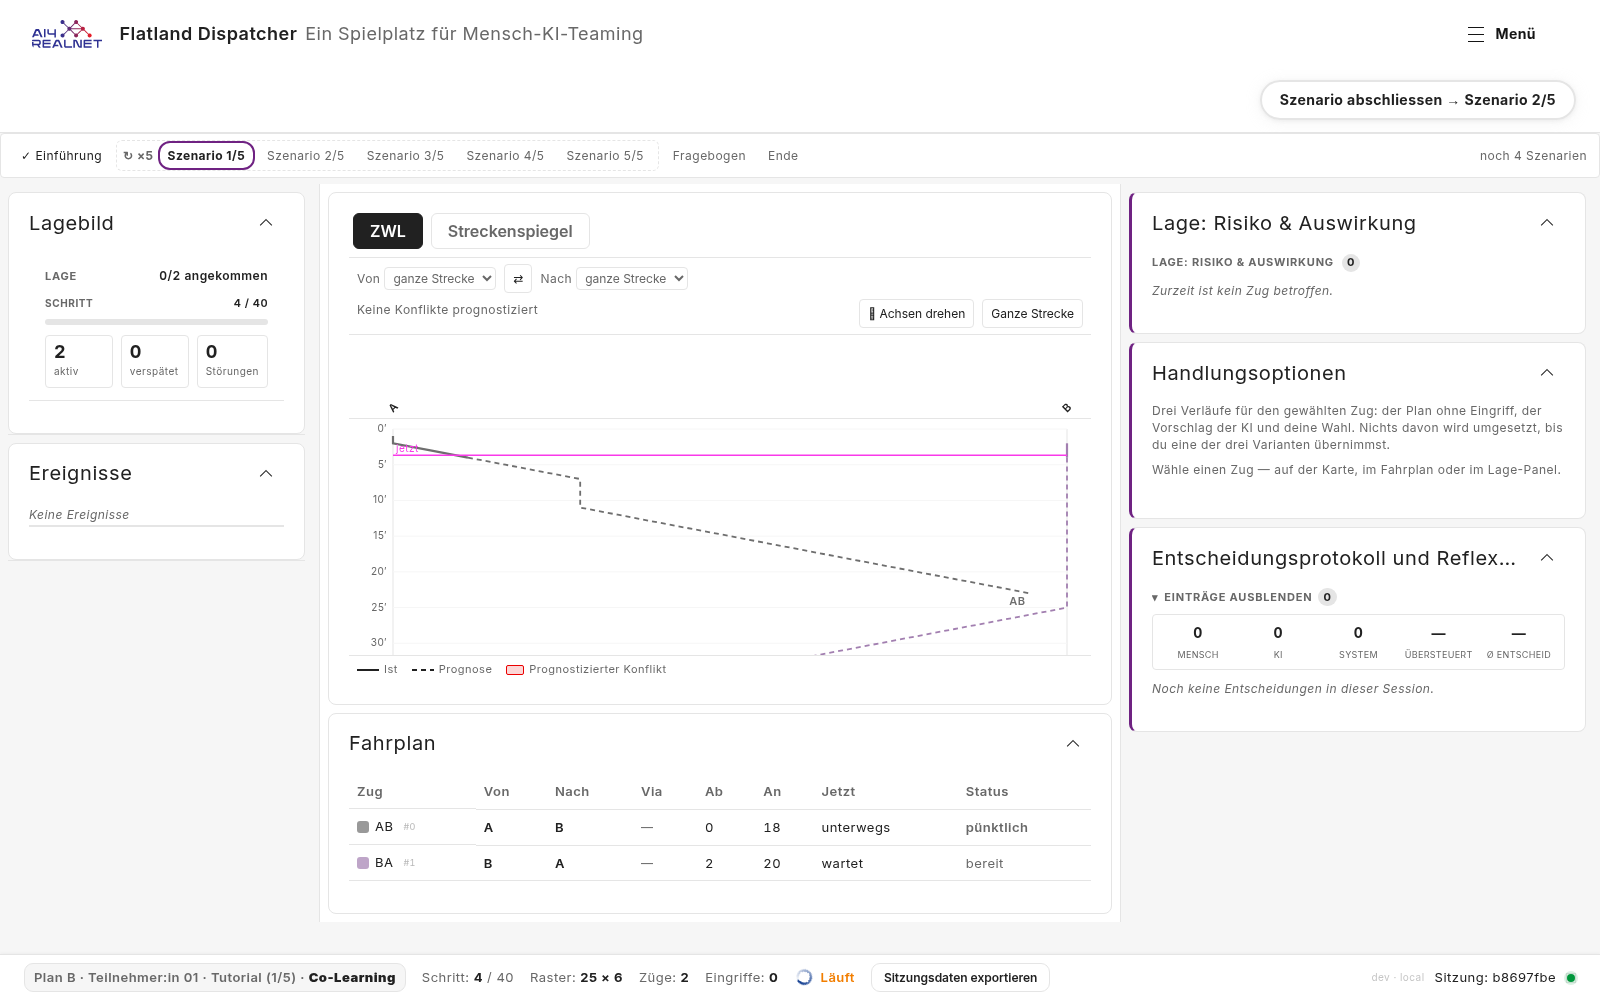 AI4
REALNET
Flatland Dispatcher Ein Spielplatz für Mensch-KI-Teaming
Menü
Szenario abschliessen → Szenario 2/5
✓ Einführung
↻ ×5
Szenario 1/5
Szenario 2/5
Szenario 3/5
Szenario 4/5
Szenario 5/5
Fragebogen
Ende
noch 4 Szenarien
Lagebild
LAGE 0/2 angekommen
SCHRITT 4 / 40
2 aktiv
0 verspätet
0 Störungen
Ereignisse
Keine Ereignisse
ZWL
Streckenspiegel
Von ganze Strecke ⇄ Nach ganze Strecke
Keine Konflikte prognostiziert
Achsen drehen
Ganze Strecke
A
B
0'
jetzt
5'
10'
15'
20'
25'
30'
AB
Ist
Prognose
Prognostizierter Konflikt
Fahrplan
Zug Von Nach Via Ab An Jetzt Status
AB #0 A B — 0 18 unterwegs pünktlich
BA #1 B A — 2 20 wartet bereit
Lage: Risiko & Auswirkung
LAGE: RISIKO & AUSWIRKUNG 0
Zurzeit ist kein Zug betroffen.
Handlungsoptionen
Drei Verläufe für den gewählten Zug: der Plan ohne Eingriff, der
Vorschlag der KI und deine Wahl. Nichts davon wird umgesetzt, bis
du eine der drei Varianten übernimmst.
Wähle einen Zug — auf der Karte, im Fahrplan oder im Lage-Panel.
Entscheidungsprotokoll und Reflex...
▾ EINTRÄGE AUSBLENDEN 0
0 0 0 — —
MENSCH KI SYSTEM ÜBERSTEUERT Ø ENTSCHEID
Noch keine Entscheidungen in dieser Session.
Plan B · Teilnehmer:in 01 · Tutorial (1/5) · Co-Learning
Schritt: 4 / 40
Raster: 25 × 6
Züge: 2
Eingriffe: 0
Läuft
Sitzungsdaten exportieren
dev · local
Sitzung: b8697fbe